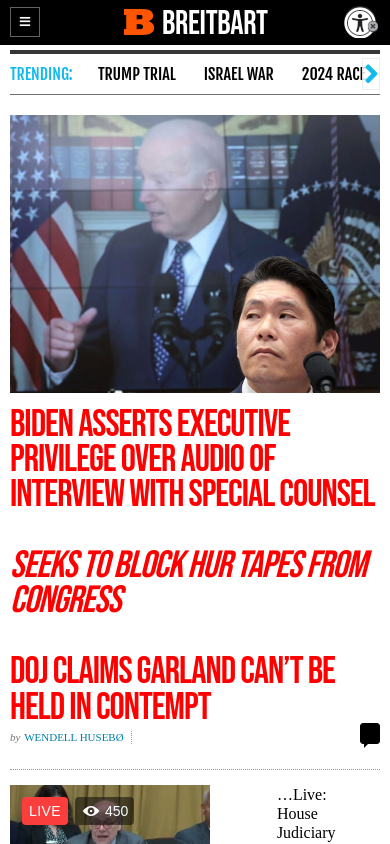 BREITBART
TRENDING:
TRUMP TRIAL
ISRAEL WAR
2024 RAC
BIDEN ASSERTS EXECUTIVE
PRIVILEGE OVER AUDIO OF
INTERVIEW WITH SPECIAL COUNSEL
SEEKS TO BLOCK HUR TAPES FROM
CONGRESS
DOJ CLAIMS GARLAND CAN’T BE
HELD IN CONTEMPT
by WENDELL HUSEBØ
LIVE
450
…Live:
House
Judiciary